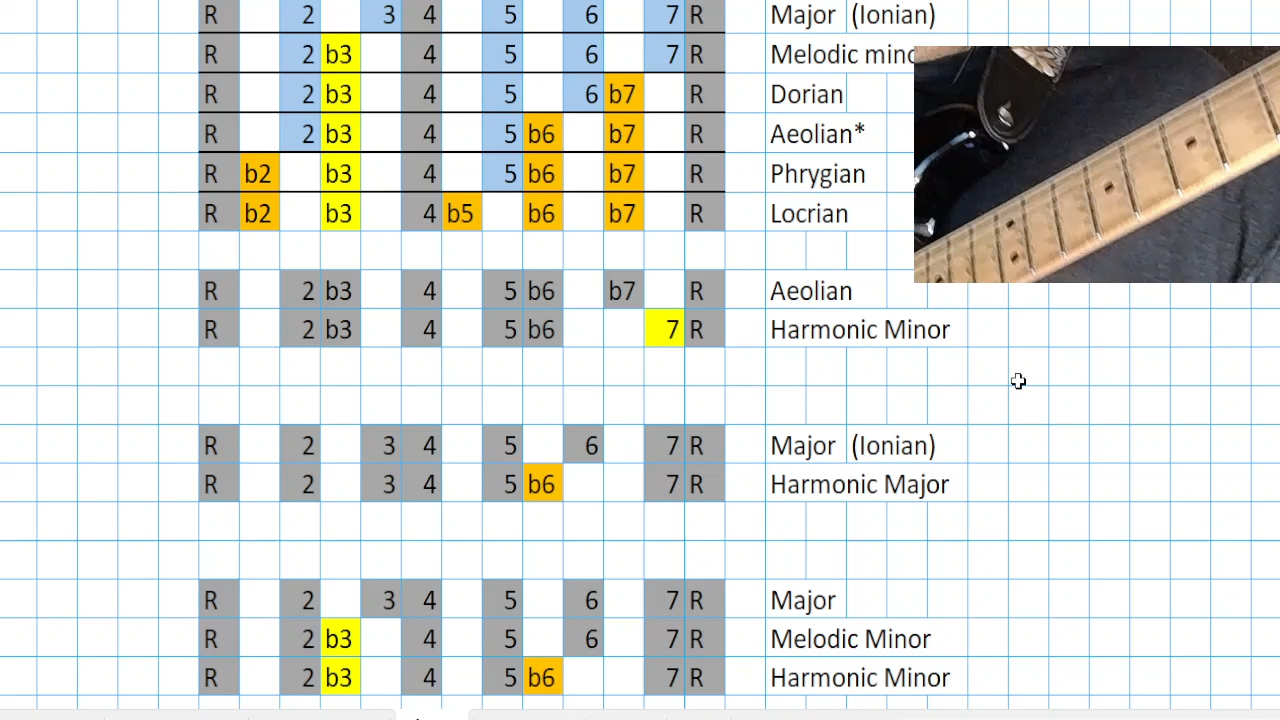 R 2 3 4 5 6 7 R Major (Ionian)
R 2 b3 4 5 6 7 R Melodic mino
R 2 b3 4 5 6 b7 R Dorian
R 2 b3 4 5 b6 b7 R Aeolian*
R b2 b3 4 5 b6 b7 R Phrygian
R b2 b3 4 b5 b6 b7 R Locrian
R 2 b3 4 5 b6 b7 R Aeolian
R 2 b3 4 5 b6 7 R Harmonic Minor
R 2 3 4 5 6 7 R Major (Ionian)
R 2 3 4 5 b6 7 R Harmonic Major
R 2 3 4 5 6 7 R Major
R 2 b3 4 5 6 7 R Melodic Minor
R 2 b3 4 5 b6 7 R Harmonic Minor